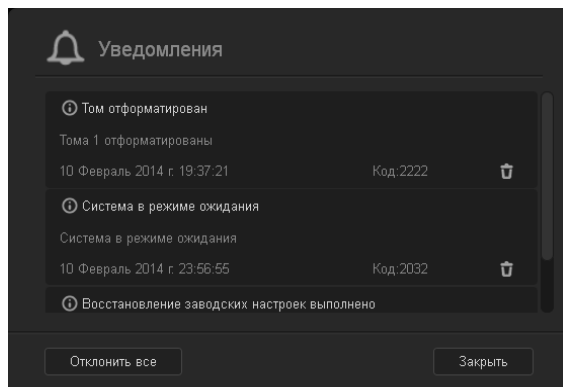 Уведомления
Том отформатирован
Тома 1 отформатированы
10 Февраль 2014 г. 19:37:21 Код:2222
Система в режиме ожидания
Система в режиме ожидания
10 Февраль 2014 г. 23:56:55 Код:2032
Восстановление заводских настроек выполнено
Отклонить все Закрыть